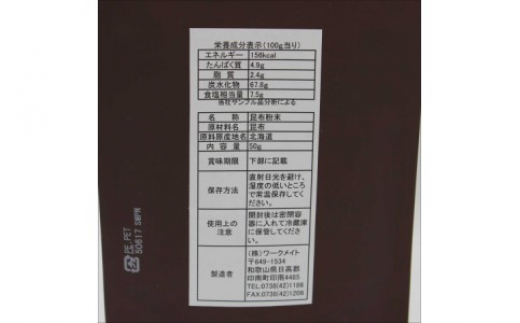 栄養成分表示(100g当り)
エネルギー 156kcal
たんぱく質 4.9g
脂質 2.4g
炭水化物 67.6g
食塩相当量 7.5g
当社サンプル品分析による
名称 昆布粉末
原材料名 昆布
原料原産地名 北海道
内容量 50g
賞味期限 下部に記載
保存方法 直射日光を避け、
湿度の低いところ
で常温保存してく
ださい。
使用上の注意 開封後は密閉容器
に入れて冷蔵庫
に保管してくださ
い。
製造者 (株)ワークメイト
〒649-1534
和歌山県日高郡
印南町印南4465
TEL:0738(42)1188
FAX:0738(42)1208
PE,PET
50617 SMPR
プラ